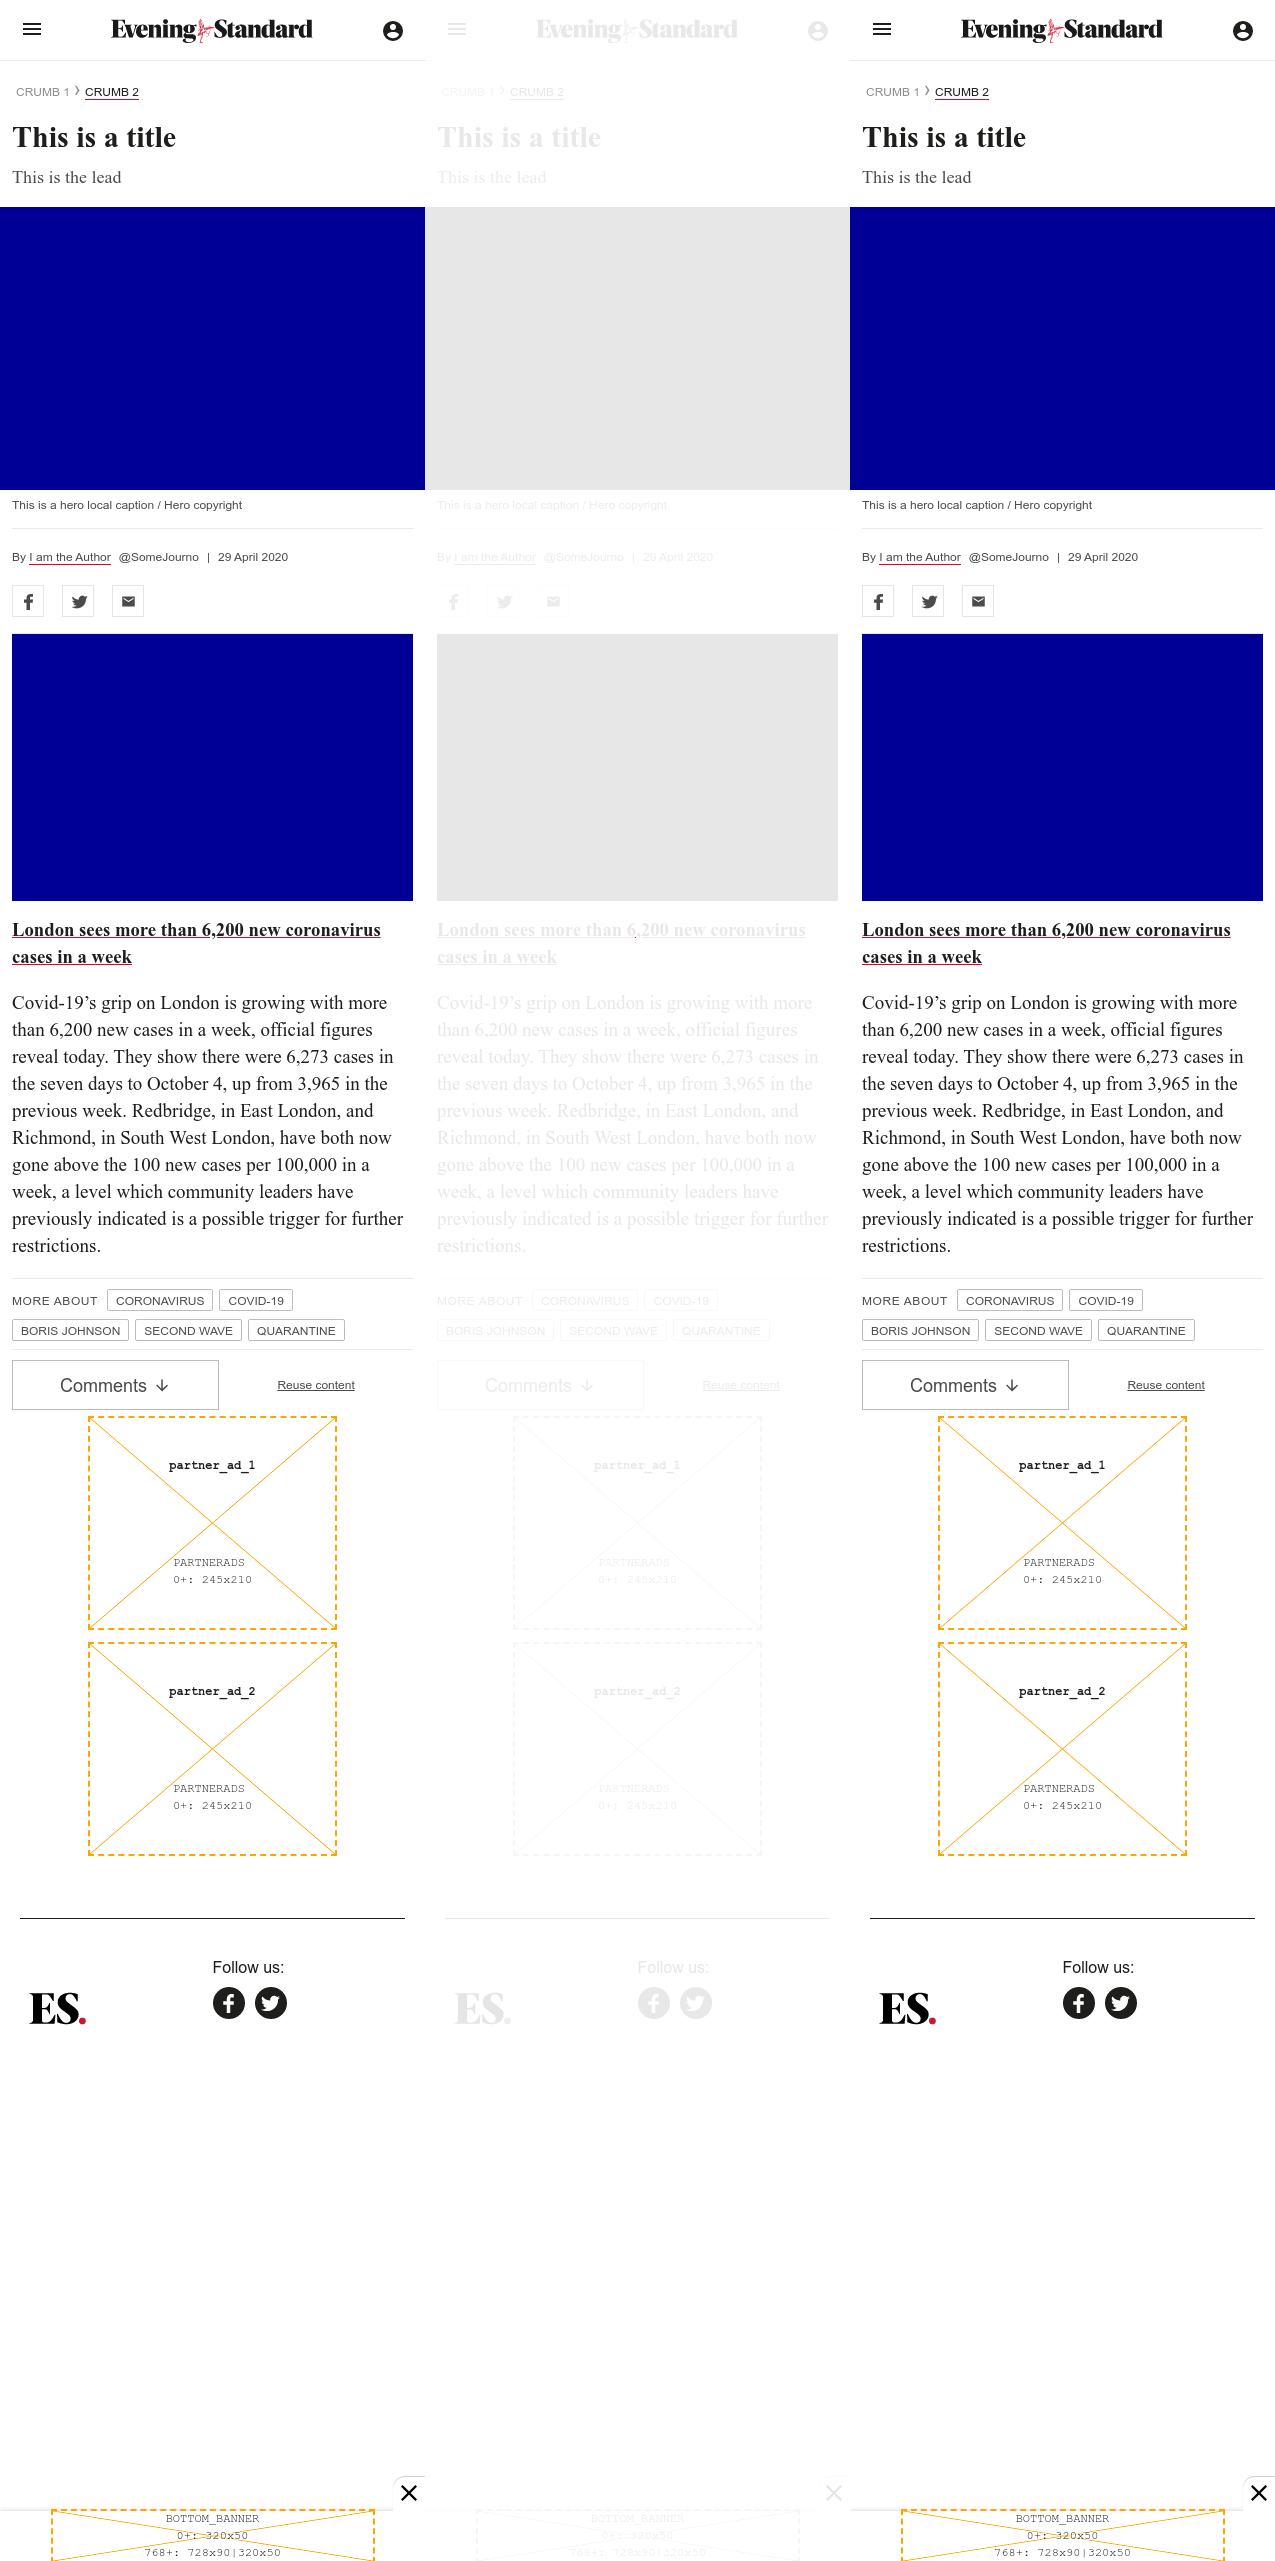 Evening Standard
CRUMB 1 › CRUMB 2
This is a title
This is the lead
This is a hero local caption / Hero copyright
By I am the Author @SomeJourno | 29 April 2020
London sees more than 6,200 new coronavirus
cases in a week
Covid-19’s grip on London is growing with more
than 6,200 new cases in a week, official figures
reveal today. They show there were 6,273 cases in
the seven days to October 4, up from 3,965 in the
previous week. Redbridge, in East London, and
Richmond, in South West London, have both now
gone above the 100 new cases per 100,000 in a
week, a level which community leaders have
previously indicated is a possible trigger for further
restrictions.
MORE ABOUT CORONAVIRUS COVID-19
BORIS JOHNSON SECOND WAVE QUARANTINE
Comments ↓ Reuse content
partner_ad_1
PARTNERADS
0+: 245x210
partner_ad_2
PARTNERADS
0+: 245x210
Follow us:
ES.
BOTTOM_BANNER
0+: 320x50
768+: 728x90|320x50
Evening Standard
CRUMB 1 › CRUMB 2
This is a title
This is the lead
This is a hero local caption / Hero copyright
By I am the Author @SomeJourno | 29 April 2020
London sees more than 6,200 new coronavirus
cases in a week
Covid-19’s grip on London is growing with more
than 6,200 new cases in a week, official figures
reveal today. They show there were 6,273 cases in
the seven days to October 4, up from 3,965 in the
previous week. Redbridge, in East London, and
Richmond, in South West London, have both now
gone above the 100 new cases per 100,000 in a
week, a level which community leaders have
previously indicated is a possible trigger for further
restrictions.
MORE ABOUT CORONAVIRUS COVID-19
BORIS JOHNSON SECOND WAVE QUARANTINE
Comments ↓ Reuse content
partner_ad_1
PARTNERADS
0+: 245x210
partner_ad_2
PARTNERADS
0+: 245x210
Follow us:
ES.
BOTTOM_BANNER
0+: 320x50
768+: 728x90|320x50
Evening Standard
CRUMB 1 › CRUMB 2
This is a title
This is the lead
This is a hero local caption / Hero copyright
By I am the Author @SomeJourno | 29 April 2020
London sees more than 6,200 new coronavirus
cases in a week
Covid-19’s grip on London is growing with more
than 6,200 new cases in a week, official figures
reveal today. They show there were 6,273 cases in
the seven days to October 4, up from 3,965 in the
previous week. Redbridge, in East London, and
Richmond, in South West London, have both now
gone above the 100 new cases per 100,000 in a
week, a level which community leaders have
previously indicated is a possible trigger for further
restrictions.
MORE ABOUT CORONAVIRUS COVID-19
BORIS JOHNSON SECOND WAVE QUARANTINE
Comments ↓ Reuse content
partner_ad_1
PARTNERADS
0+: 245x210
partner_ad_2
PARTNERADS
0+: 245x210
Follow us:
ES.
BOTTOM_BANNER
0+: 320x50
768+: 728x90|320x50